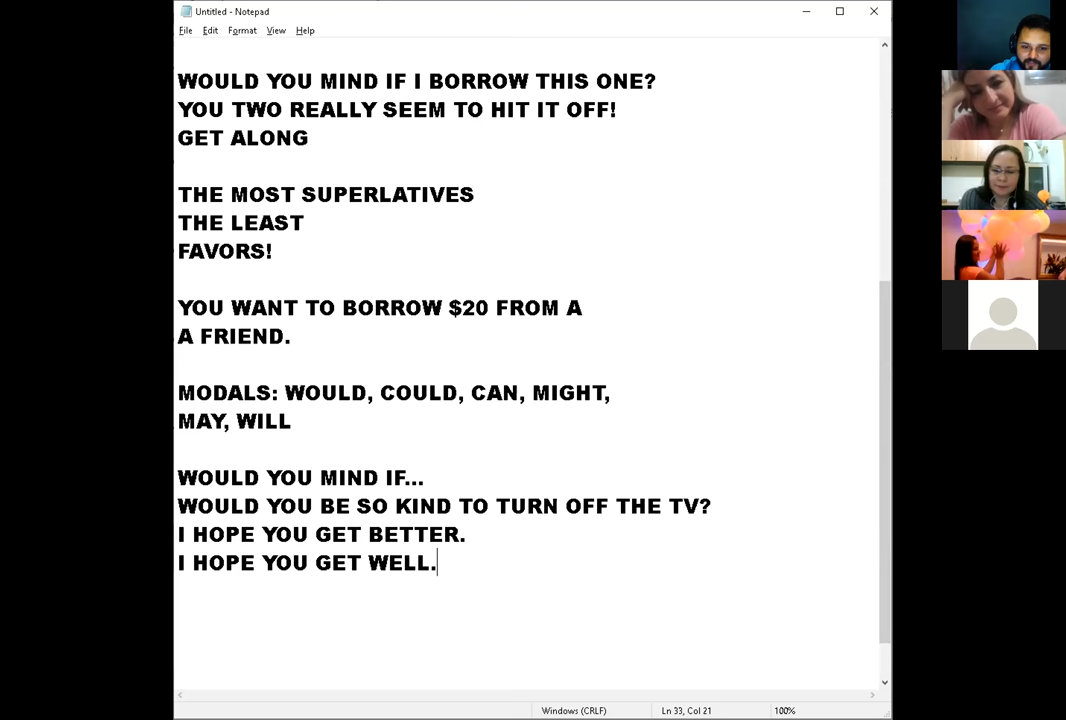 Untitled - Notepad
File Edit Format View Help
WOULD YOU MIND IF I BORROW THIS ONE?
YOU TWO REALLY SEEM TO HIT IT OFF!
GET ALONG
THE MOST SUPERLATIVES
THE LEAST
FAVORS!
YOU WANT TO BORROW $20 FROM A
A FRIEND.
MODALS: WOULD, COULD, CAN, MIGHT,
MAY, WILL
WOULD YOU MIND IF...
WOULD YOU BE SO KIND TO TURN OFF THE TV?
I HOPE YOU GET BETTER.
I HOPE YOU GET WELL.
Windows (CRLF) Ln 33, Col 21 100%